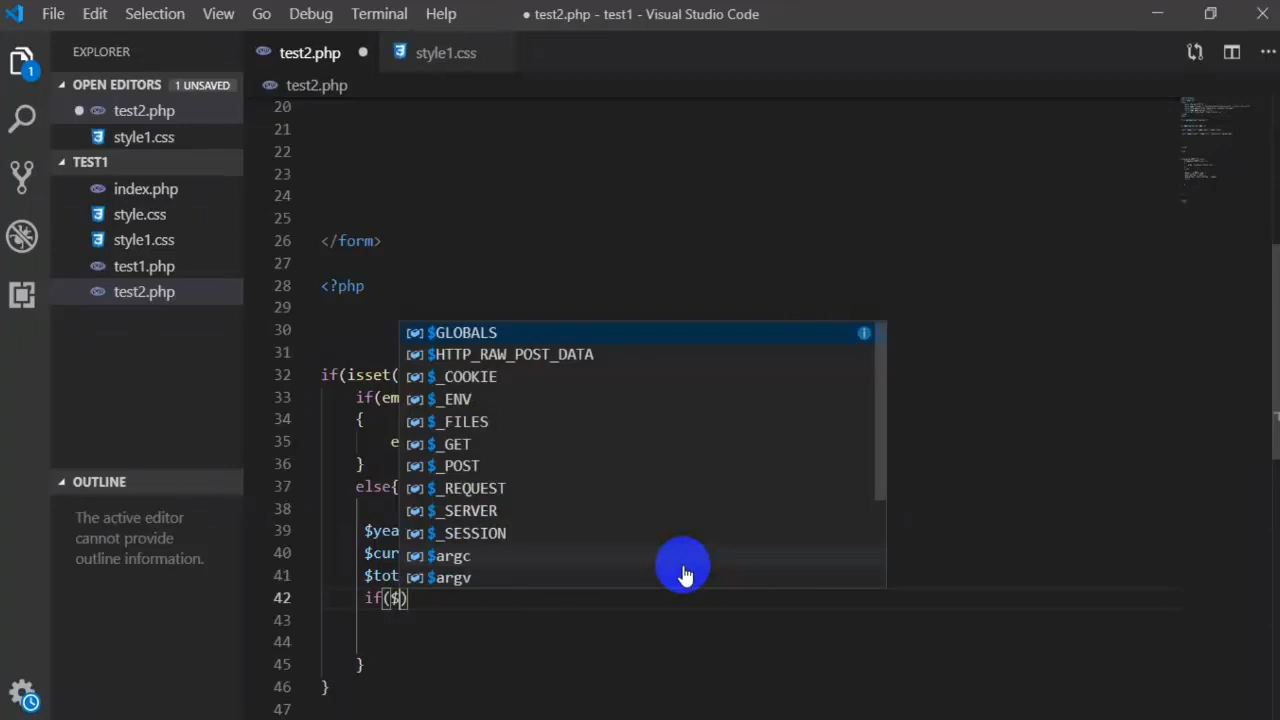 File Edit Selection View Go Debug Terminal Help
● test2.php - test1 - Visual Studio Code
EXPLORER
OPEN EDITORS 1 UNSAVED
test2.php
style1.css
TEST1
index.php
style.css
style1.css
test1.php
test2.php
OUTLINE
The active editor
cannot provide
outline information.
1
test2.php
style1.css
test2.php
20
21
22
23
24
25
26 </form>
27
28 <?php
29
30
31
32 if(isset(
33 if(em
34 {
35 e
36 }
37 else{
38
39 $yea
40 $cur
41 $tot
42 if($)
43
44
45 }
46 }
47
$GLOBALS
$HTTP_RAW_POST_DATA
$_COOKIE
$_ENV
$_FILES
$_GET
$_POST
$_REQUEST
$_SERVER
$_SESSION
$argc
$argv